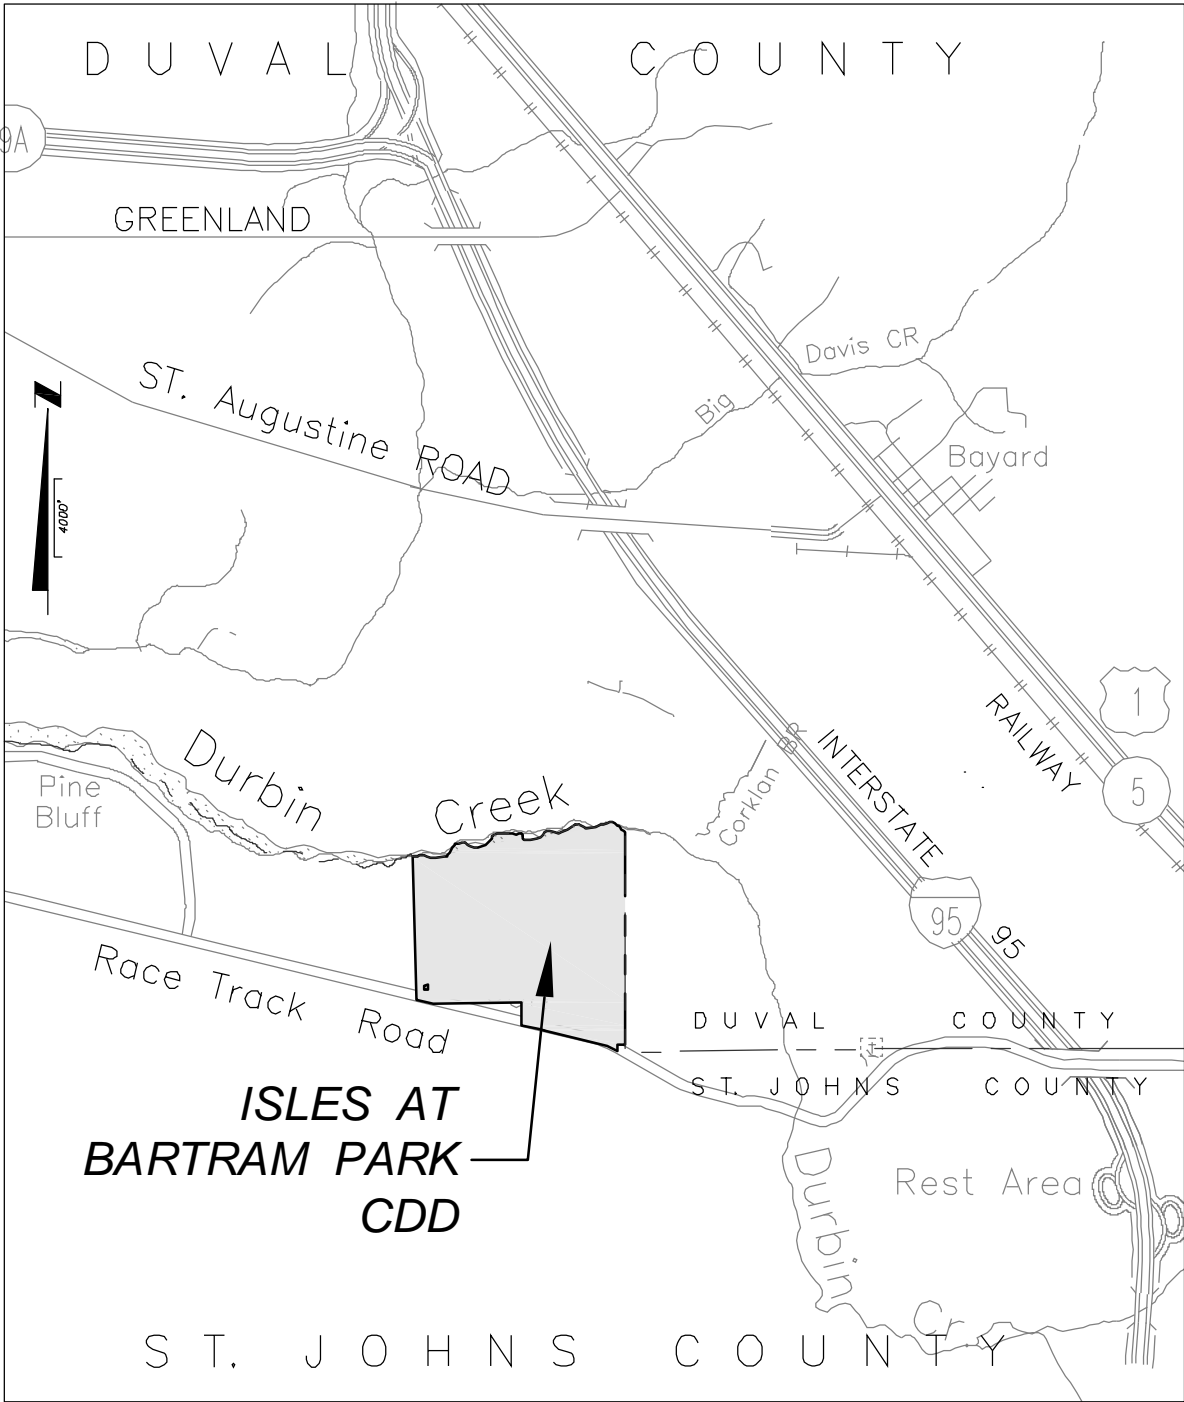 DUVAL COUNTY
9A
GREENLAND
Davis CR
ST. Augustine ROAD
Big
Bayard
N
4000'
1
RAILWAY
INTERSTATE
5
Durbin Creek
Corklan BR
Pine
Bluff
95
95
Race Track Road
DUVAL COUNTY
ST. JOHNS COUNTY
ISLES AT
BARTRAM PARK
CDD
Rest Area
Durbin Cr.
ST. JOHNS COUNTY